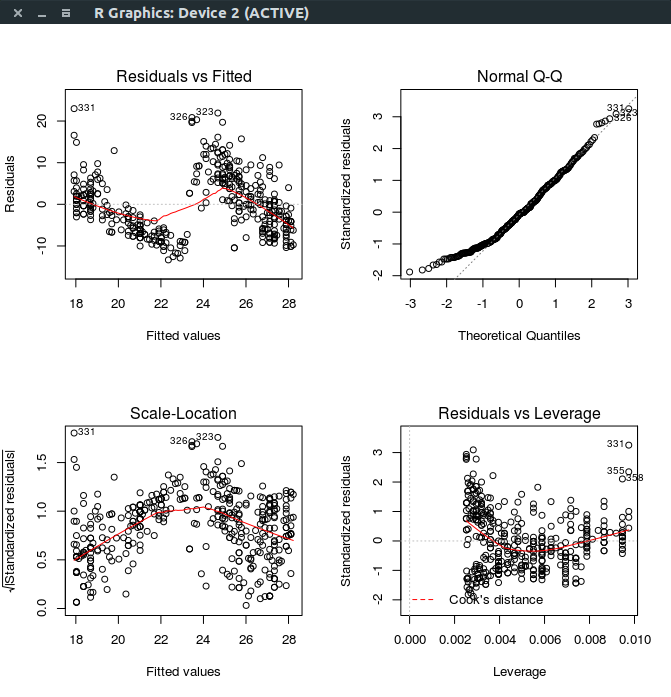 R Graphics: Device 2 (ACTIVE)
Residuals vs Fitted
Residuals
20
10
0
-10
331
326
323
18 20 22 24 26 28
Fitted values
Normal Q-Q
Standardized residuals
3
2
1
0
-1
-2
331
323
326
-3 -2 -1 0 1 2 3
Theoretical Quantiles
Scale-Location
√|Standardized residuals|
1.5
1.0
0.5
0.0
331
326
323
18 20 22 24 26 28
Fitted values
Residuals vs Leverage
Standardized residuals
3
2
1
0
-1
-2
331
355
358
Cook's distance
0.000 0.002 0.004 0.006 0.008 0.010
Leverage